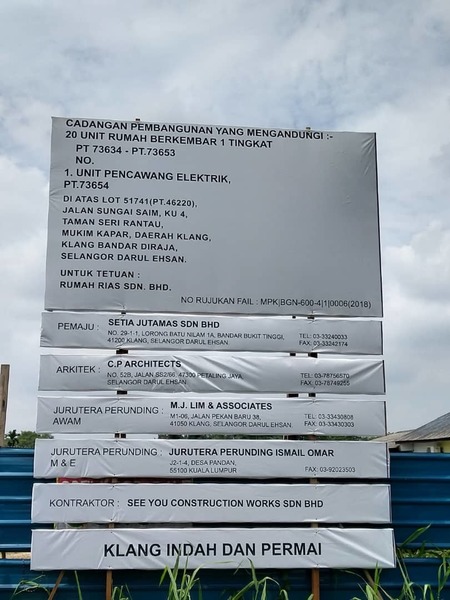 CADANGAN PEMBANGUNAN YANG MENGANDUNGI :-
20 UNIT RUMAH BERKEMBAR 1 TINGKAT
PT 73634 - PT.73653
NO.
1. UNIT PENCAWANG ELEKTRIK,
PT.73654
DI ATAS LOT 51741(PT.46220),
JALAN SUNGAI SAIM, KU 4,
TAMAN SERI RANTAU,
MUKIM KAPAR, DAERAH KLANG,
KLANG BANDAR DIRAJA,
SELANGOR DARUL EHSAN.
UNTUK TETUAN :
RUMAH RIAS SDN. BHD.
NO RUJUKAN FAIL : MPK|BGN-600-4|1|0006(2018)
PEMAJU : SETIA JUTAMAS SDN BHD
NO. 29-1-1, LORONG BATU NILAM 1A, BANDAR BUKIT TINGGI, TEL: 03-33240033
41200 KLANG, SELANGOR DARUL EHSAN. FAX: 03-33242174
ARKITEK : C.P ARCHITECTS
NO. 52B, JALAN SS2/66, 47300 PETALING JAYA, TEL: 03-78756570
SELANGOR DARUL EHSAN. FAX: 03-78749255
JURUTERA PERUNDING : M.J. LIM & ASSOCIATES
AWAM M1-06, JALAN PEKAN BARU 38, TEL: 03-33430808
41050 KLANG, SELANGOR DARUL EHSAN. FAX: 03-33430303
JURUTERA PERUNDING : JURUTERA PERUNDING ISMAIL OMAR
M & E J2-1-4, DESA PANDAN,
55100 KUALA LUMPUR FAX: 03-92023503
KONTRAKTOR : SEE YOU CONSTRUCTION WORKS SDN BHD
KLANG INDAH DAN PERMAI